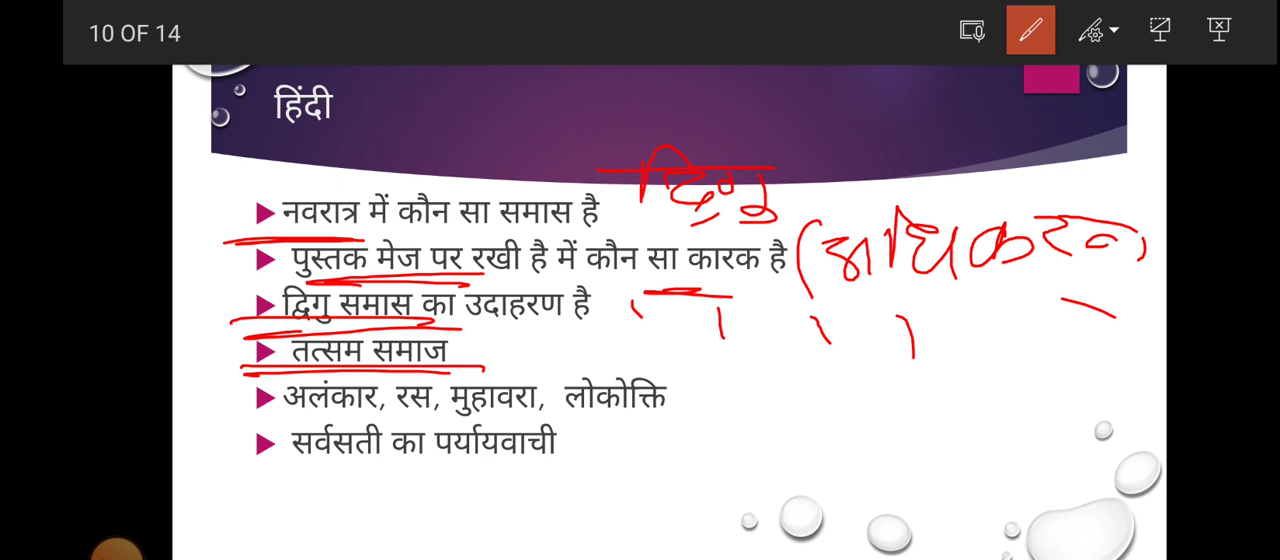 10 OF 14
हिंदी
द्विगु
नवरात्र में कौन सा समास है
पुस्तक मेज पर रखी है में कौन सा कारक है (अधिकरण)
द्विगु समास का उदाहरण है
तत्सम समाज
अलंकार, रस, मुहावरा, लोकोक्ति
सर्वसती का पर्यायवाची